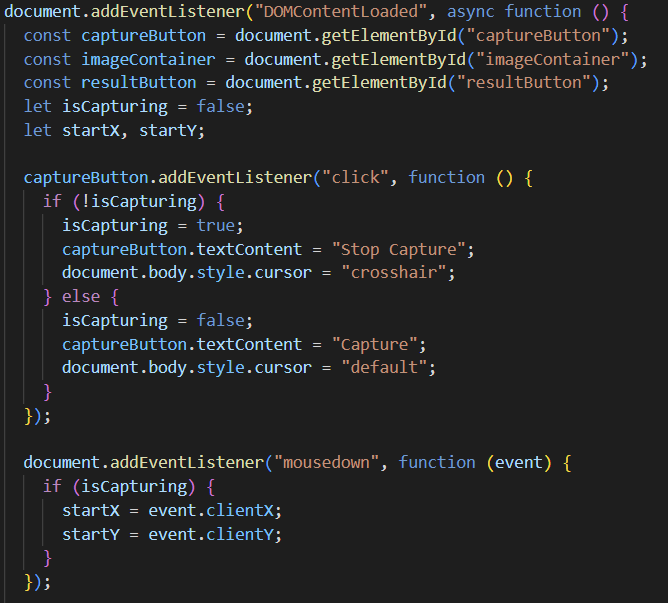 document.addEventListener("DOMContentLoaded", async function () {
  const captureButton = document.getElementById("captureButton");
  const imageContainer = document.getElementById("imageContainer");
  const resultButton = document.getElementById("resultButton");
  let isCapturing = false;
  let startX, startY;

  captureButton.addEventListener("click", function () {
    if (!isCapturing) {
      isCapturing = true;
      captureButton.textContent = "Stop Capture";
      document.body.style.cursor = "crosshair";
    } else {
      isCapturing = false;
      captureButton.textContent = "Capture";
      document.body.style.cursor = "default";
    }
  });

  document.addEventListener("mousedown", function (event) {
    if (isCapturing) {
      startX = event.clientX;
      startY = event.clientY;
    }
  });